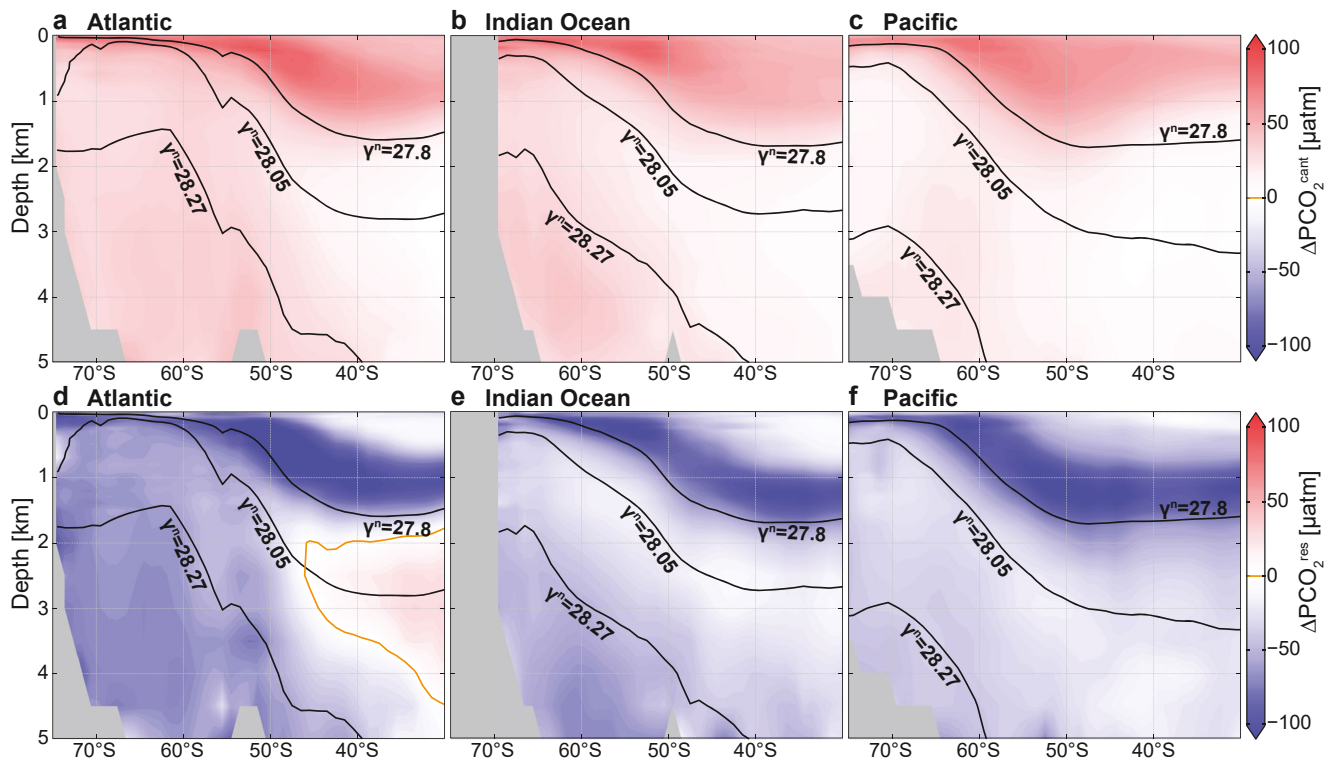 a Atlantic
b Indian Ocean
c Pacific
Depth [km]
0
1
2
3
4
5
γⁿ=27.8
γⁿ=28.05
γⁿ=28.27
70°S
60°S
50°S
40°S
γⁿ=27.8
γⁿ=28.05
γⁿ=28.27
70°S
60°S
50°S
40°S
γⁿ=27.8
γⁿ=28.05
γⁿ=28.27
70°S
60°S
50°S
40°S
100
50
0
−50
−100
ΔPCO₂ᶜᵃⁿᵗ [µatm]
d Atlantic
e Indian Ocean
f Pacific
Depth [km]
0
1
2
3
4
5
γⁿ=27.8
γⁿ=28.05
γⁿ=28.27
70°S
60°S
50°S
40°S
γⁿ=27.8
γⁿ=28.05
γⁿ=28.27
70°S
60°S
50°S
40°S
γⁿ=27.8
γⁿ=28.05
γⁿ=28.27
70°S
60°S
50°S
40°S
100
50
0
−50
−100
ΔPCO₂ʳᵉˢ [µatm]